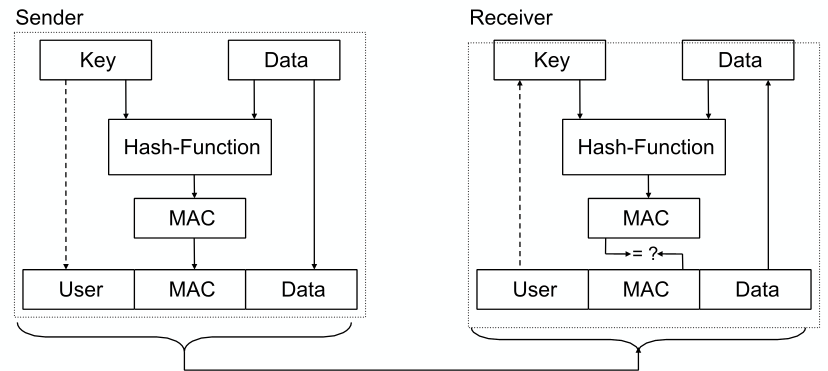 Sender
Key
Data
Hash-Function
MAC
User
MAC
Data
Receiver
Key
Data
Hash-Function
MAC
= ?
User
MAC
Data